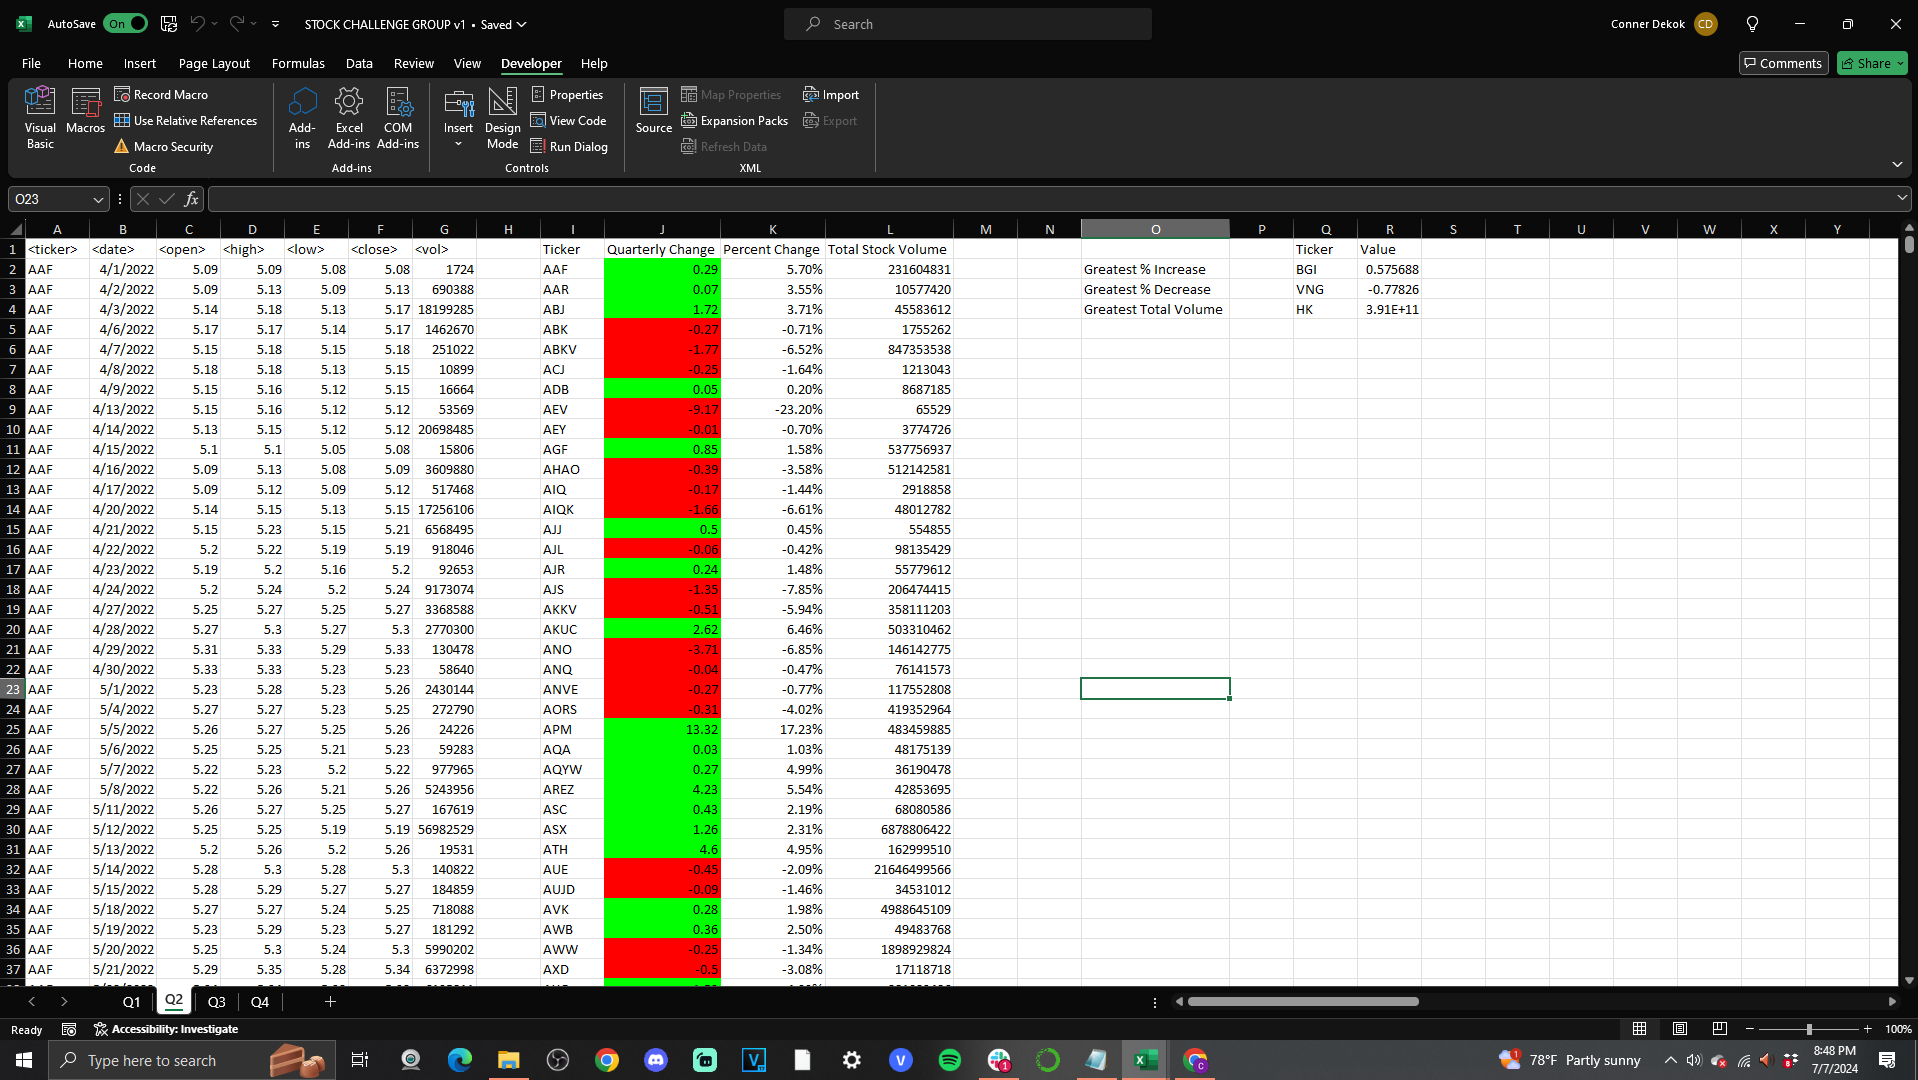 AutoSave On STOCK CHALLENGE GROUP v1 • Saved Search Conner Dekok CD
File Home Insert Page Layout Formulas Data Review View Developer Help Comments Share
Visual Basic
Macros
Record Macro
Use Relative References
Macro Security
Code
Add-ins
Excel Add-ins
COM Add-ins
Add-ins
Insert
Design Mode
Properties
View Code
Run Dialog
Controls
Source
Map Properties
Expansion Packs
Refresh Data
Import
Export
XML
O23 fx
A B C D E F G H I J K L M N O P Q R S T U V W X Y
1 <ticker> <date> <open> <high> <low> <close> <vol> Ticker Quarterly Change Percent Change Total Stock Volume Ticker Value
2 AAF 4/1/2022 5.09 5.09 5.08 5.08 1724 AAF 0.29 5.70% 231604831 Greatest % Increase BGI 0.575688
3 AAF 4/2/2022 5.09 5.13 5.09 5.13 690388 AAR 0.07 3.55% 10577420 Greatest % Decrease VNG -0.77826
4 AAF 4/3/2022 5.14 5.18 5.13 5.17 18199285 ABJ 1.72 3.71% 45583612 Greatest Total Volume HK 3.91E+11
5 AAF 4/6/2022 5.17 5.17 5.14 5.17 1462670 ABK -0.27 -0.71% 1755262
6 AAF 4/7/2022 5.15 5.18 5.15 5.18 251022 ABKV -1.77 -6.52% 847353538
7 AAF 4/8/2022 5.18 5.18 5.13 5.15 10899 ACJ -0.25 -1.64% 1213043
8 AAF 4/9/2022 5.15 5.16 5.12 5.15 16664 ADB 0.05 0.20% 8687185
9 AAF 4/13/2022 5.15 5.16 5.12 5.12 53569 AEV -9.17 -23.20% 65529
10 AAF 4/14/2022 5.13 5.15 5.12 5.12 20698485 AEY -0.01 -0.70% 3774726
11 AAF 4/15/2022 5.1 5.1 5.05 5.08 15806 AGF 0.85 1.58% 537756937
12 AAF 4/16/2022 5.09 5.13 5.08 5.09 3609880 AHAO -0.39 -3.58% 512142581
13 AAF 4/17/2022 5.09 5.12 5.09 5.12 517468 AIQ -0.17 -1.44% 2918858
14 AAF 4/20/2022 5.14 5.15 5.13 5.15 17256106 AIQK -1.66 -6.61% 48012782
15 AAF 4/21/2022 5.15 5.23 5.15 5.21 6568495 AJJ 0.5 0.45% 554855
16 AAF 4/22/2022 5.2 5.22 5.19 5.19 918046 AJL -0.06 -0.42% 98135429
17 AAF 4/23/2022 5.19 5.2 5.16 5.2 92653 AJR 0.24 1.48% 55779612
18 AAF 4/24/2022 5.2 5.24 5.2 5.24 9173074 AJS -1.35 -7.85% 206474415
19 AAF 4/27/2022 5.25 5.27 5.25 5.27 3368588 AKKV -0.51 -5.94% 358111203
20 AAF 4/28/2022 5.27 5.3 5.27 5.3 2770300 AKUC 2.62 6.46% 503310462
21 AAF 4/29/2022 5.31 5.33 5.29 5.33 130478 ANO -3.71 -6.85% 146142775
22 AAF 4/30/2022 5.33 5.33 5.23 5.23 58640 ANQ -0.04 -0.47% 76141573
23 AAF 5/1/2022 5.23 5.28 5.23 5.26 2430144 ANVE -0.27 -0.77% 117552808
24 AAF 5/4/2022 5.27 5.27 5.23 5.25 272790 AORS -0.31 -4.02% 419352964
25 AAF 5/5/2022 5.26 5.27 5.25 5.26 24226 APM 13.32 17.23% 483459885
26 AAF 5/6/2022 5.25 5.25 5.21 5.23 59283 AQA 0.03 1.03% 48175139
27 AAF 5/7/2022 5.22 5.23 5.2 5.22 977965 AQYW 0.27 4.99% 36190478
28 AAF 5/8/2022 5.22 5.26 5.21 5.26 5243956 AREZ 4.23 5.54% 42853695
29 AAF 5/11/2022 5.26 5.27 5.25 5.27 167619 ASC 0.43 2.19% 68080586
30 AAF 5/12/2022 5.25 5.25 5.19 5.19 56982529 ASX 1.26 2.31% 6878806422
31 AAF 5/13/2022 5.2 5.26 5.2 5.26 19531 ATH 4.6 4.95% 162999510
32 AAF 5/14/2022 5.28 5.3 5.28 5.3 140822 AUE -0.45 -2.09% 21646499566
33 AAF 5/15/2022 5.28 5.29 5.27 5.27 184859 AUJD -0.09 -1.46% 34531012
34 AAF 5/18/2022 5.27 5.27 5.24 5.25 718088 AVK 0.28 1.98% 4988645109
35 AAF 5/19/2022 5.23 5.29 5.23 5.27 181292 AWB 0.36 2.50% 49483768
36 AAF 5/20/2022 5.25 5.3 5.24 5.3 5990202 AWW -0.25 -1.34% 1898929824
37 AAF 5/21/2022 5.29 5.35 5.28 5.34 6372998 AXD -0.5 -3.08% 17118718
Q1 Q2 Q3 Q4
Ready Accessibility: Investigate 100%
Type here to search 78°F Partly sunny 8:48 PM
7/7/2024